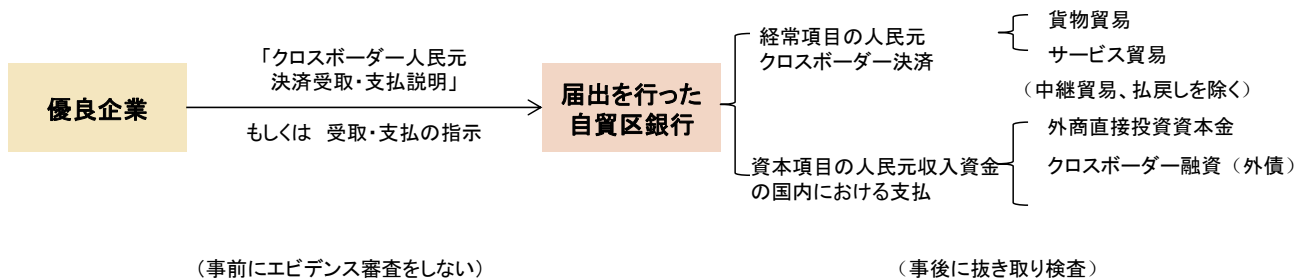 優良企業
「クロスボーダー人民元
決済受取・支払説明」
もしくは 受取・支払の指示
届出を行った
自貿区銀行
経常項目の人民元
クロスボーダー決済
貨物貿易
サービス貿易
（中継貿易、払戻しを除く）
資本項目の人民元収入資金
の国内における支払
外商直接投資資本金
クロスボーダー融資（外債）
（事前にエビデンス審査をしない）
（事後に抜き取り検査）